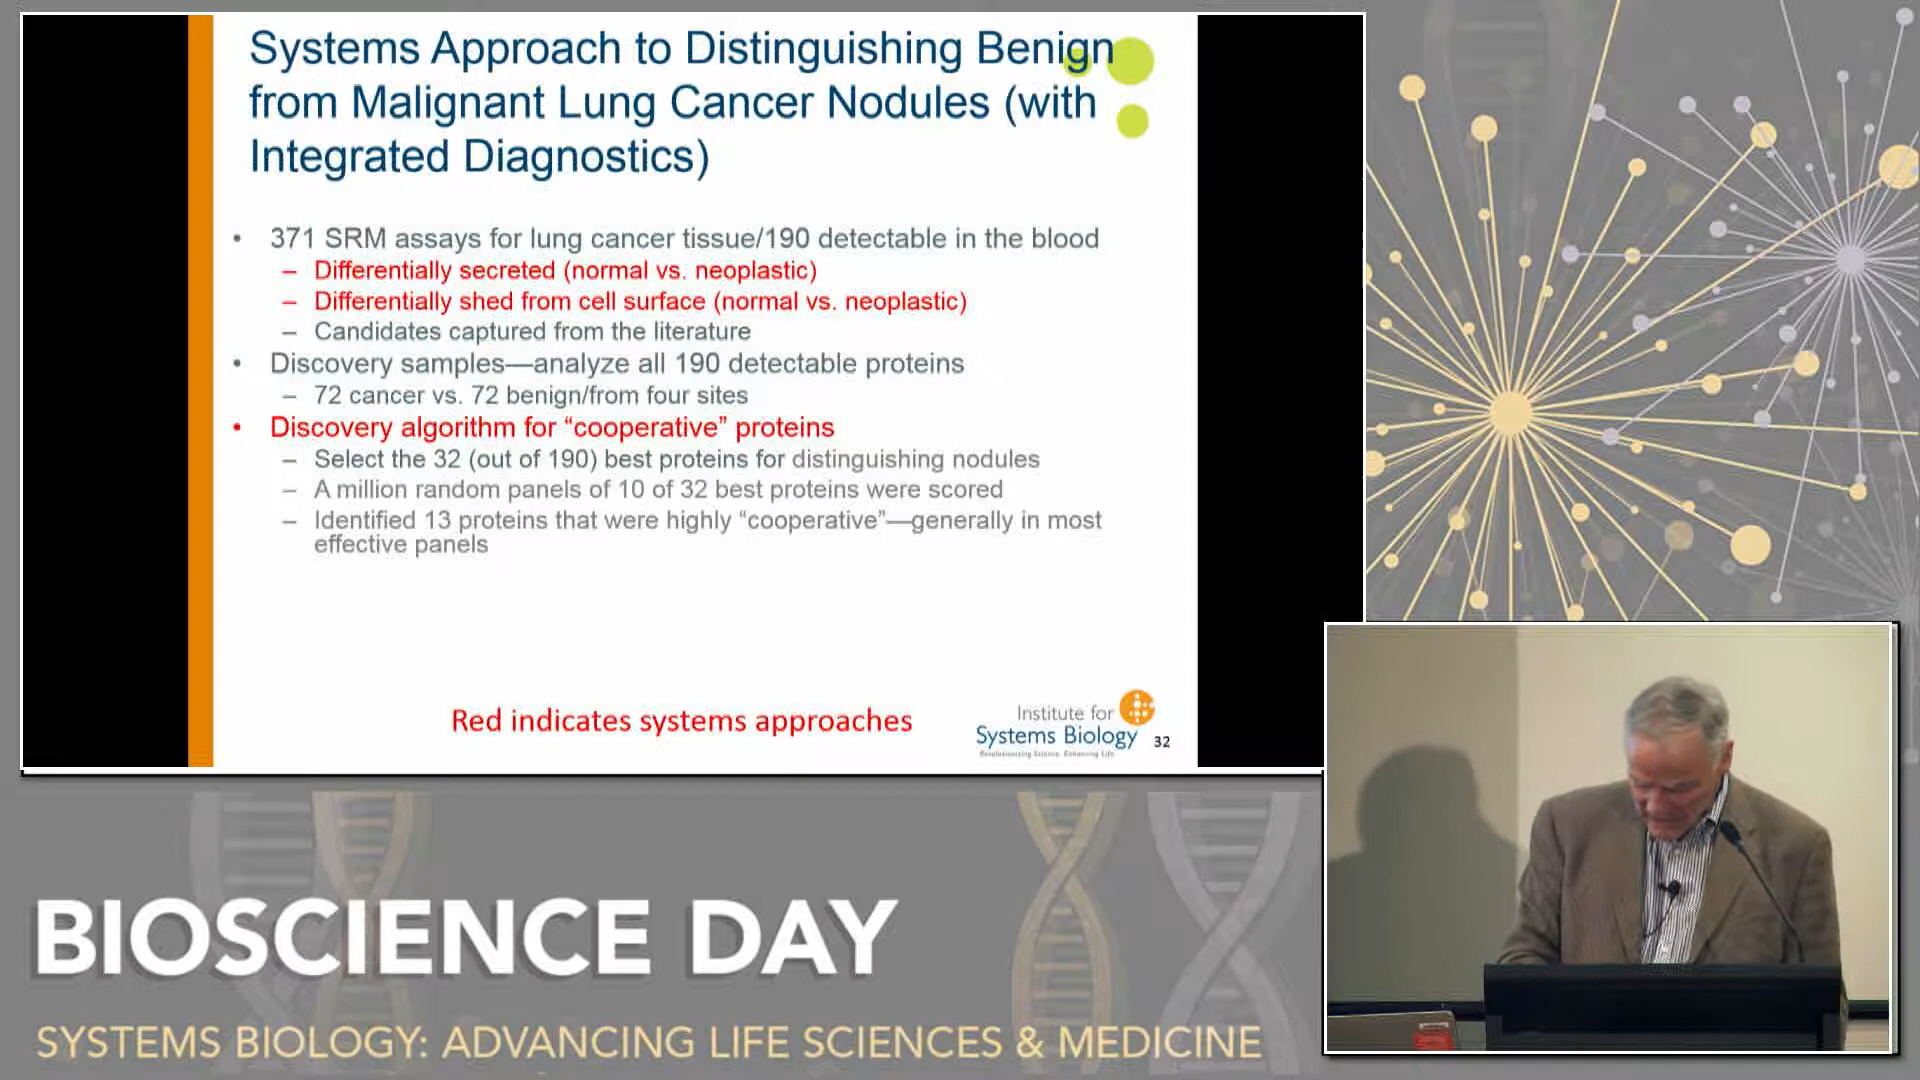 Systems Approach to Distinguishing Benign
from Malignant Lung Cancer Nodules (with
Integrated Diagnostics)
• 371 SRM assays for lung cancer tissue/190 detectable in the blood
– Differentially secreted (normal vs. neoplastic)
– Differentially shed from cell surface (normal vs. neoplastic)
– Candidates captured from the literature
• Discovery samples—analyze all 190 detectable proteins
– 72 cancer vs. 72 benign/from four sites
• Discovery algorithm for “cooperative” proteins
– Select the 32 (out of 190) best proteins for distinguishing nodules
– A million random panels of 10 of 32 best proteins were scored
– Identified 13 proteins that were highly “cooperative”—generally in most
effective panels
Red indicates systems approaches
Institute for
Systems Biology
Revolutionizing Science. Enhancing Life.
32
BIOSCIENCE DAY
SYSTEMS BIOLOGY: ADVANCING LIFE SCIENCES & MEDICINE